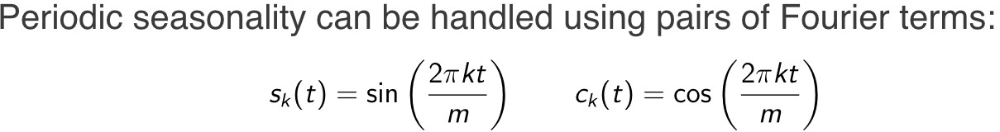 Periodic seasonality can be handled using pairs of Fourier terms:
s_k(t) = sin(2πkt/m)    c_k(t) = cos(2πkt/m)